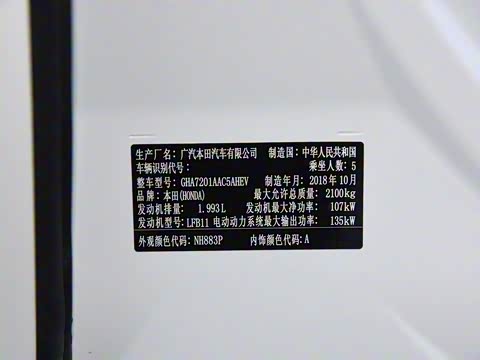 生产厂名：广汽本田汽车有限公司 制造国：中华人民共和国
车辆识别代号： 乘坐人数：5
整车型号：GHA7201AAC5AHEV 制造年月：2018年10月
品牌：本田(HONDA) 最大允许总质量：2100kg
发动机排量：1.993L 发动机最大净功率：107kW
发动机型号：LFB11 电动动力系统最大输出功率：135kW
外观颜色代码：NH883P 内饰颜色代码：A